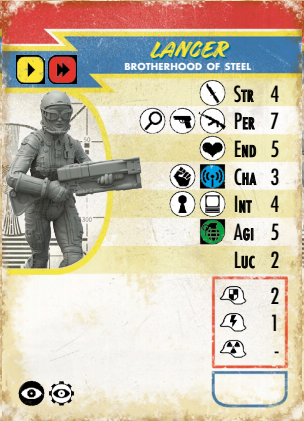 LANCER
BROTHERHOOD OF STEEL
STR 4
PER 7
END 5
CHA 3
INT 4
AGI 5
LUC 2
2
1
-